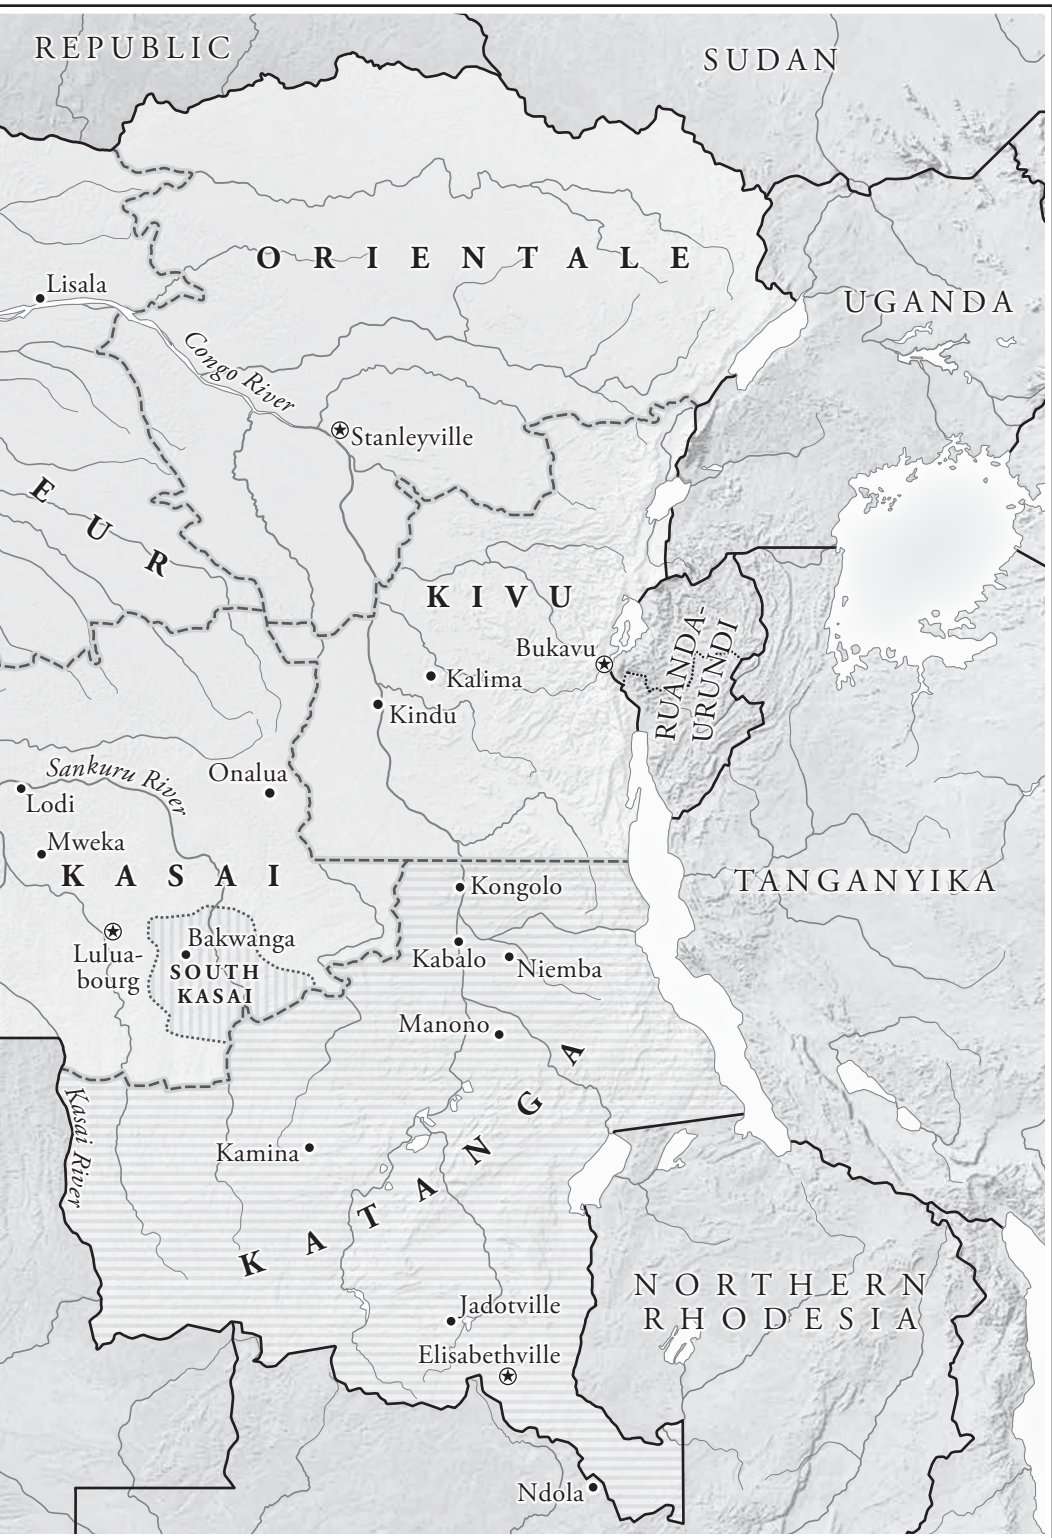 REPUBLIC
SUDAN
ORIENTALE
Lisala
UGANDA
Congo River
Stanleyville
EUR
KIVU
RUANDA-
URUNDI
Bukavu
Kalima
Kindu
Sankuru River
Onalua
Lodi
Mweka
KASAI
TANGANYIKA
Kongolo
Lulua-
bourg
Bakwanga
SOUTH
KASAI
Kabalo
Niemba
Manono
Kasai River
Kamina
KATANGA
NORTHERN
RHODESIA
Jadotville
Elisabethville
Ndola